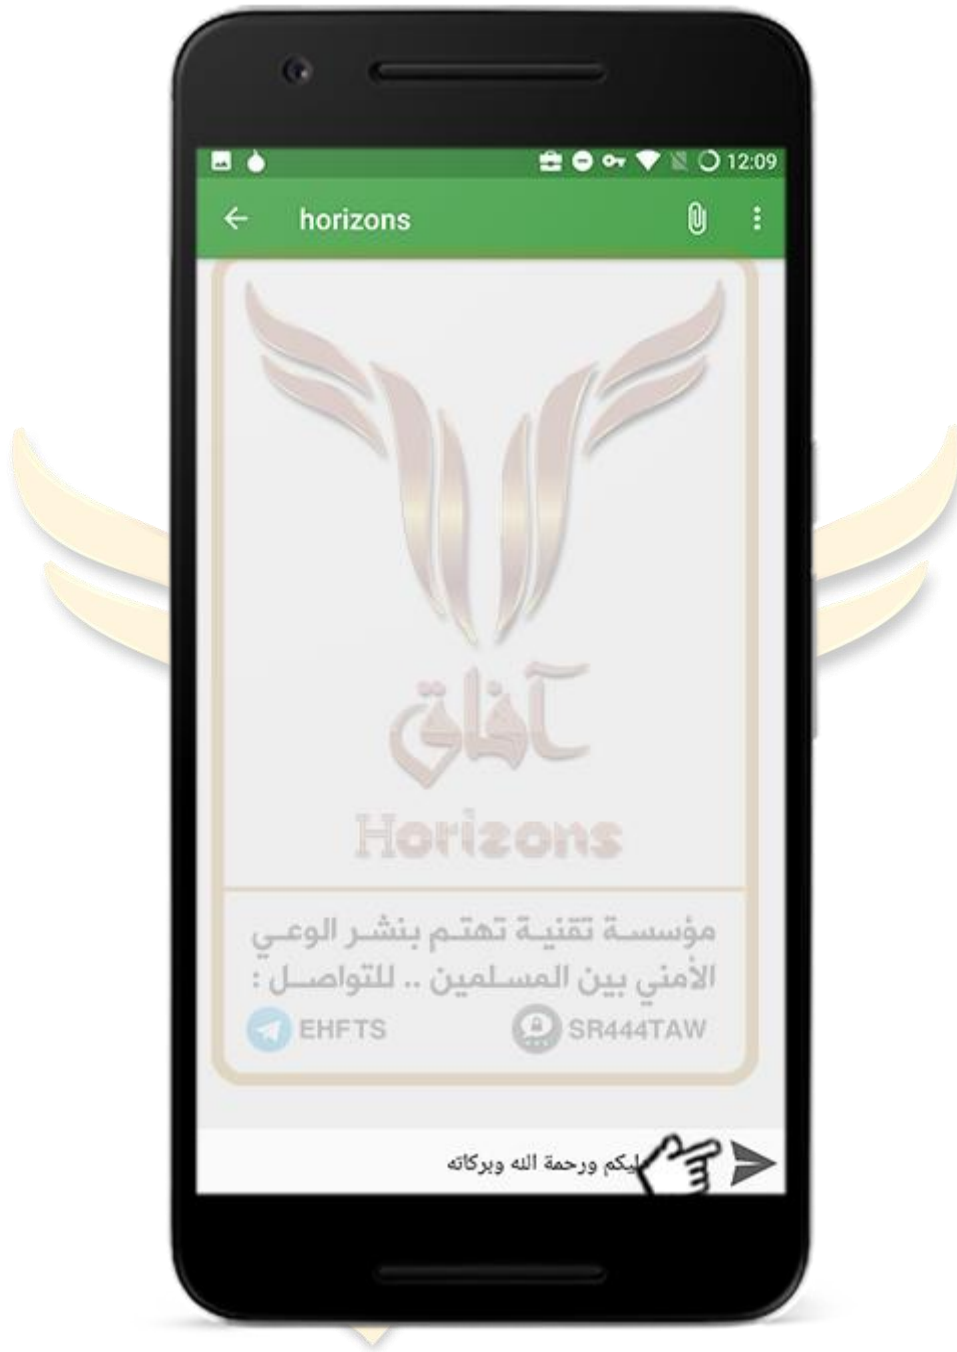 12:09
horizons
آفاق
Horizons
مؤسسة تقنية تهتم بنشر الوعي
الأمني بين المسلمين .. للتواصل :
EHFTS SR444TAW
ليكم ورحمة الله وبركاته